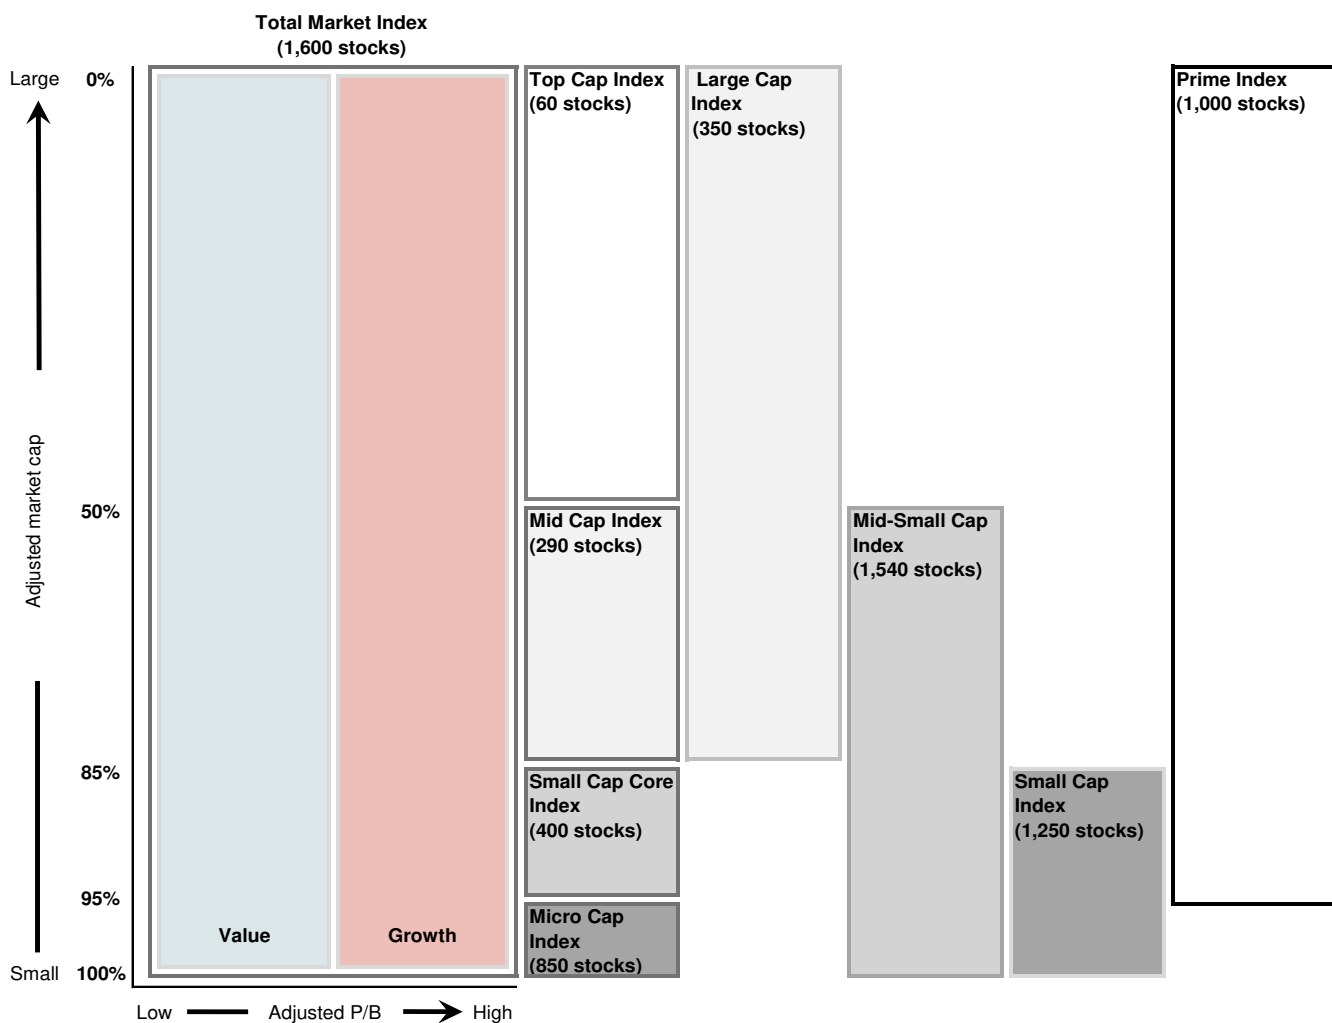 Total Market Index
(1,600 stocks)
Large
0%
Top Cap Index
(60 stocks)
Large Cap
Index
(350 stocks)
Prime Index
(1,000 stocks)
Adjusted market cap
50%
Mid Cap Index
(290 stocks)
Mid-Small Cap
Index
(1,540 stocks)
85%
Small Cap Core
Index
(400 stocks)
Small Cap
Index
(1,250 stocks)
95%
Micro Cap
Index
(850 stocks)
Value
Growth
Small
100%
Low
Adjusted P/B
High